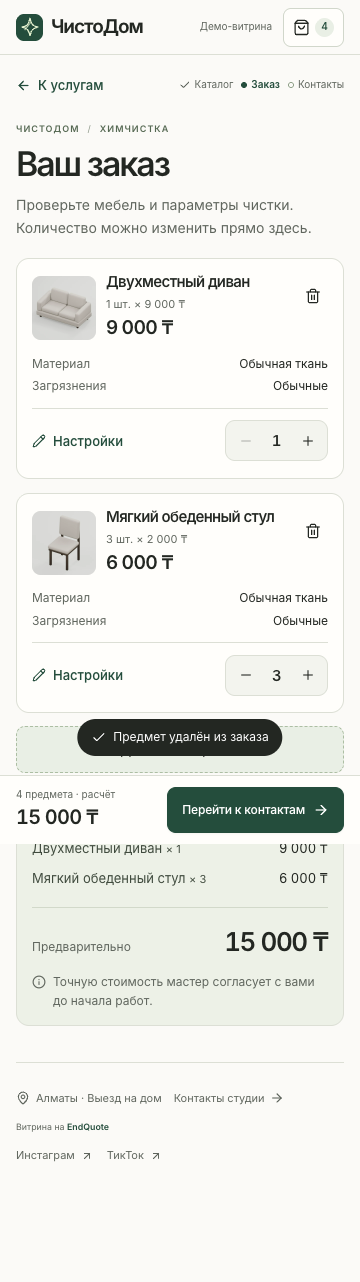 ЧистоДом
Демо-витрина
4
К услугам
Каталог
Заказ
Контакты
ЧИСТОДОМ / ХИМЧИСТКА
Ваш заказ
Проверьте мебель и параметры чистки.
Количество можно изменить прямо здесь.
Двухместный диван
1 шт. × 9 000 ₸
9 000 ₸
Материал Обычная ткань
Загрязнения Обычные
Настройки
1
Мягкий обеденный стул
3 шт. × 2 000 ₸
6 000 ₸
Материал Обычная ткань
Загрязнения Обычные
Настройки
3
Предмет удалён из заказа
4 предмета · расчёт
15 000 ₸
Перейти к контактам
Двухместный диван × 1 9 000 ₸
Мягкий обеденный стул × 3 6 000 ₸
Предварительно 15 000 ₸
Точную стоимость мастер согласует с вами
до начала работ.
Алматы · Выезд на дом Контакты студии
Витрина на EndQuote
Инстаграм ТикТок